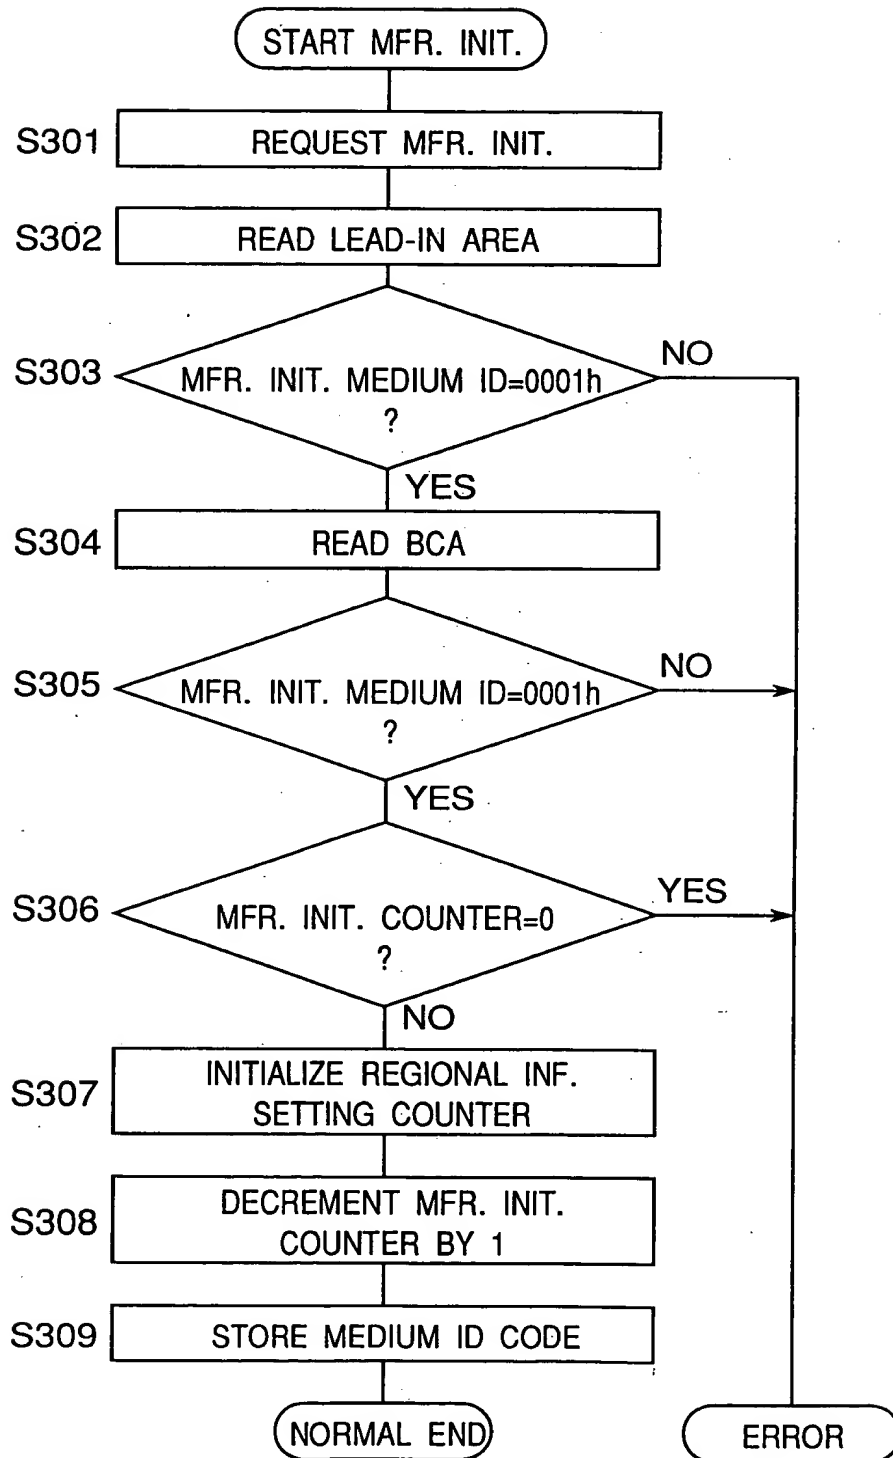 START MFR. INIT.
S301
REQUEST MFR. INIT.
S302
READ LEAD-IN AREA
S303
MFR. INIT. MEDIUM ID=0001h
?
NO
YES
S304
READ BCA
S305
MFR. INIT. MEDIUM ID=0001h
?
NO
YES
S306
MFR. INIT. COUNTER=0
?
YES
NO
S307
INITIALIZE REGIONAL INF.
SETTING COUNTER
S308
DECREMENT MFR. INIT.
COUNTER BY 1
S309
STORE MEDIUM ID CODE
NORMAL END
ERROR